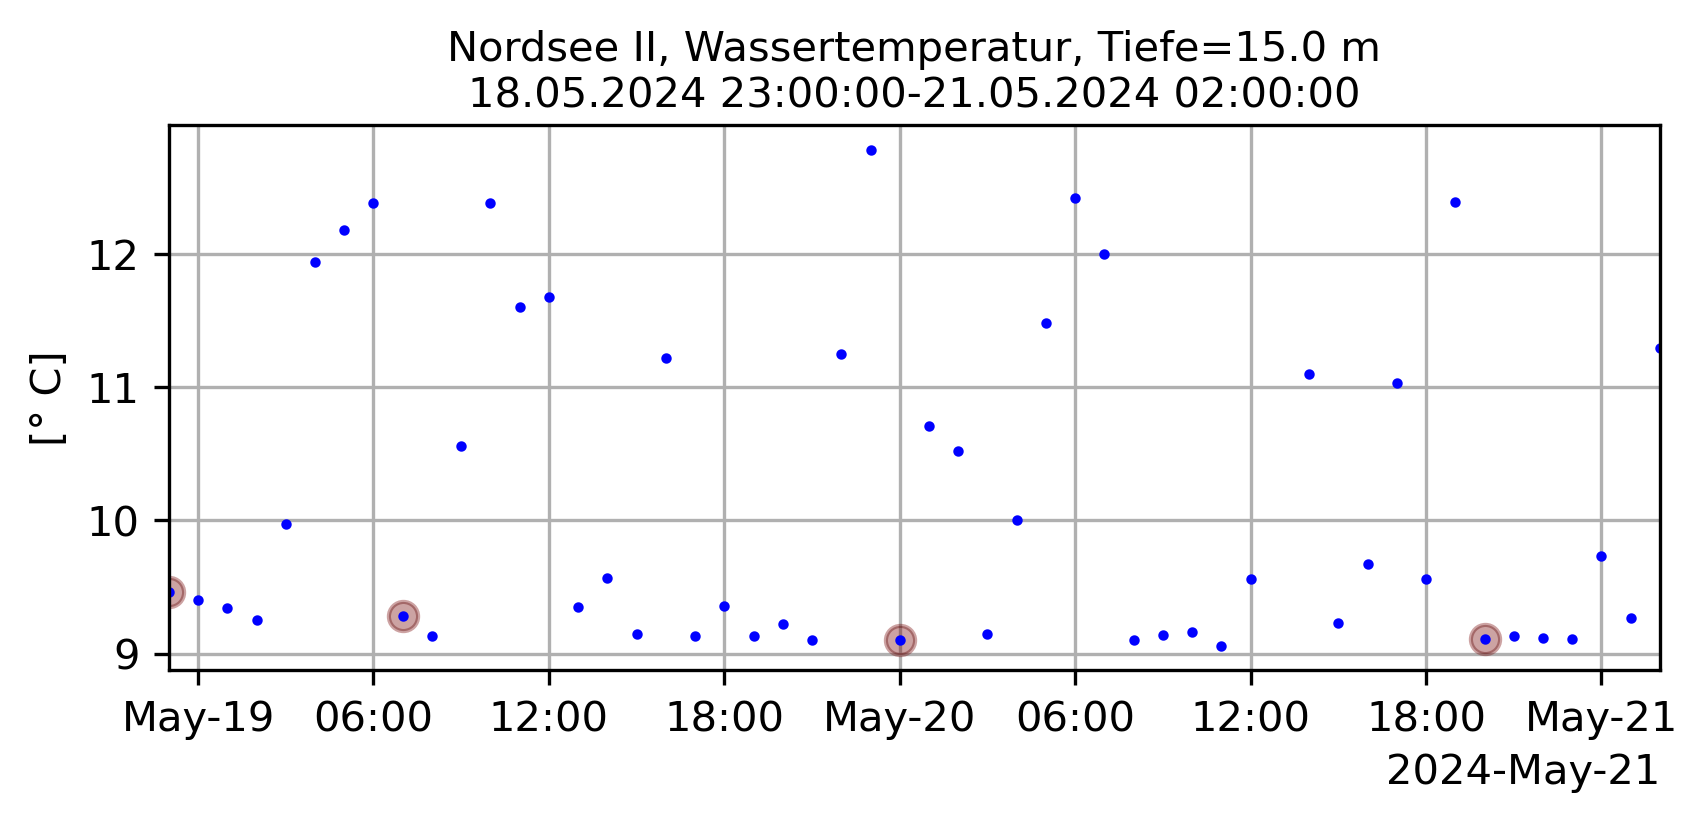 Nordsee II, Wassertemperatur, Tiefe=15.0 m
18.05.2024 23:00:00-21.05.2024 02:00:00
[° C]
12
11
10
9
May-19 06:00 12:00 18:00 May-20 06:00 12:00 18:00 May-21
2024-May-21